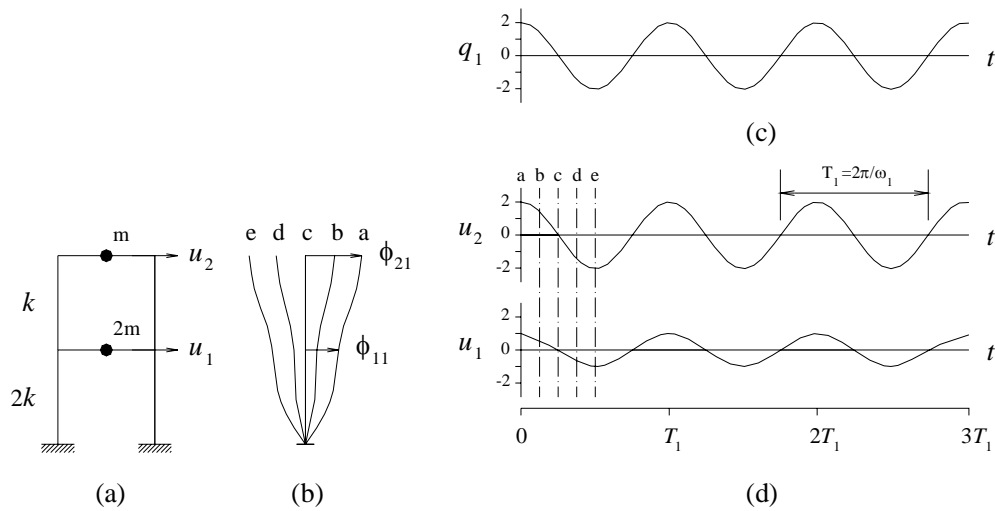 2
0
-2
q1
t
(c)
a b c d e
T1=2π/ω1
2
0
-2
u2
t
2
0
-2
u1
t
0 T1 2T1 3T1
(d)
m
u2
k
2m
u1
2k
(a)
e d c b a
ϕ21
ϕ11
(b)